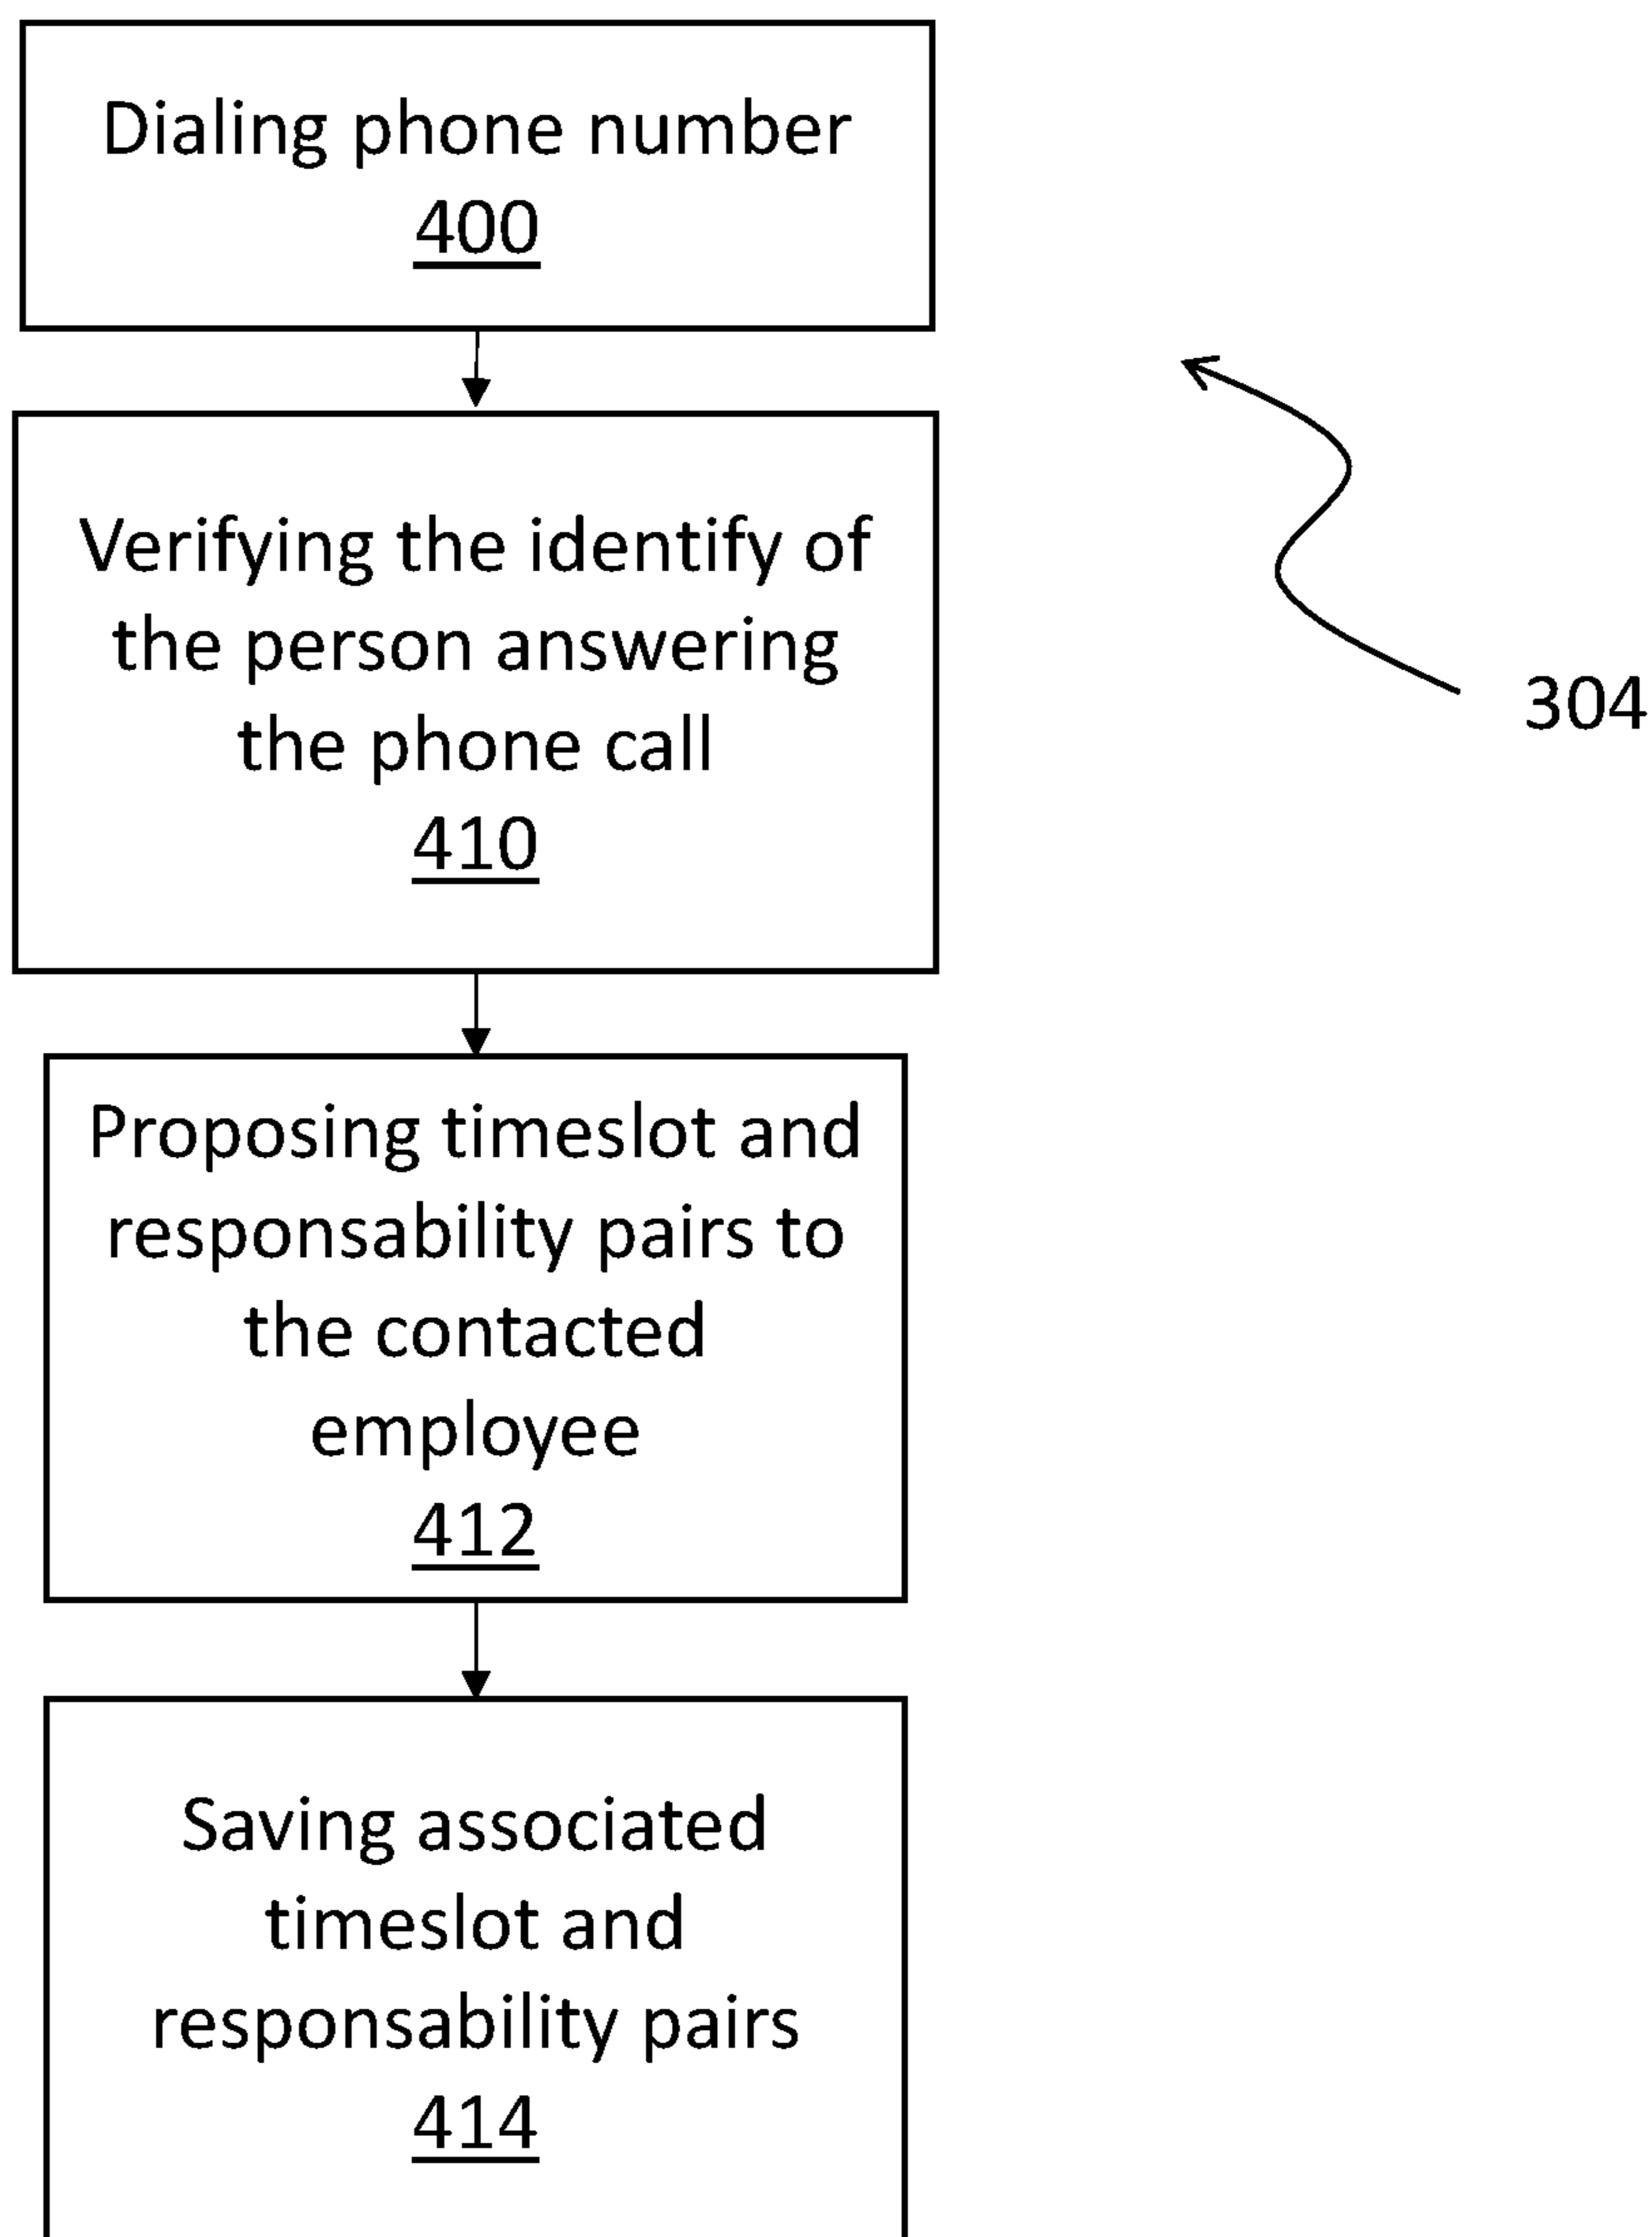 Dialing phone number
400
Verifying the identify of
the person answering
the phone call
410
304
Proposing timeslot and
responsability pairs to
the contacted
employee
412
Saving associated
timeslot and
responsability pairs
414